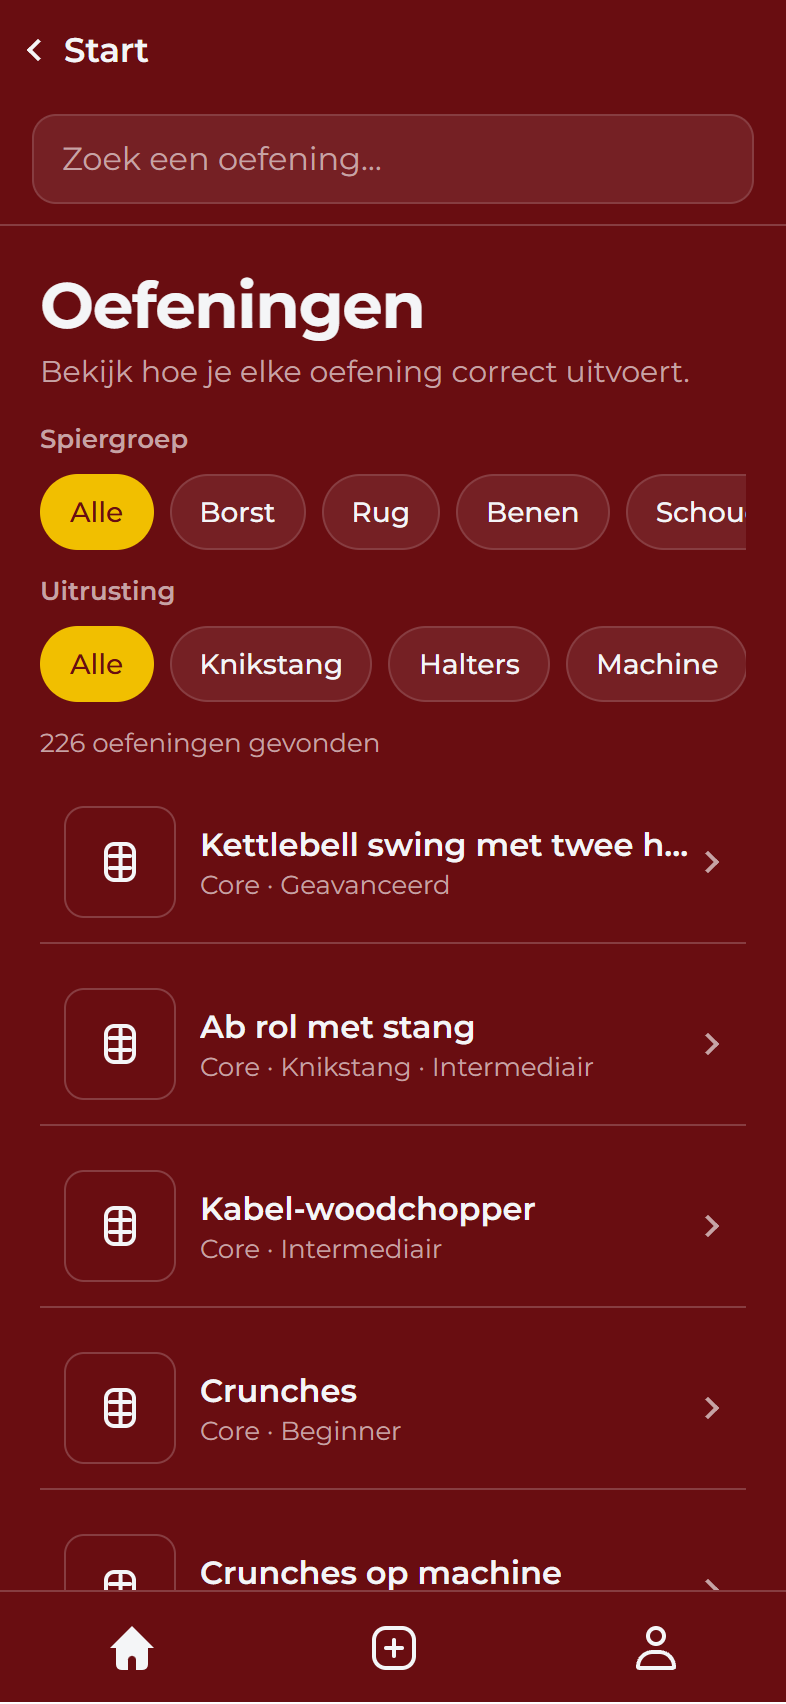 Start
Zoek een oefening...
Oefeningen
Bekijk hoe je elke oefening correct uitvoert.
Spiergroep
Alle Borst Rug Benen
Uitrusting
Alle Knikstang Halters Machine
226 oefeningen gevonden
Kettlebell swing met twee h...
Core · Geavanceerd
Ab rol met stang
Core · Knikstang · Intermediair
Kabel-woodchopper
Core · Intermediair
Crunches
Core · Beginner
Crunches op machine